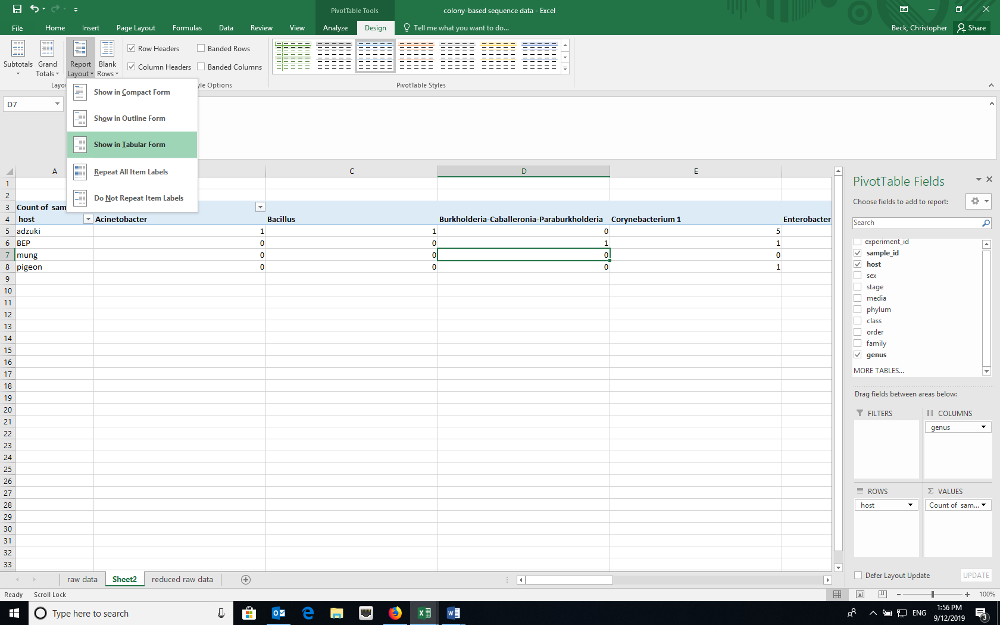 PivotTable Tools
colony-based sequence data - Excel
File Home Insert Page Layout Formulas Data Review View Analyze Design Tell me what you want to do... Beck, Christopher Share
Subtotals
Grand Totals
Report Layout
Blank Rows
Row Headers
Banded Rows
Column Headers
Banded Columns
Layou
yle Options
PivotTable Styles
Show in Compact Form
Show in Outline Form
Show in Tabular Form
Repeat All Item Labels
Do Not Repeat Item Labels
D7
A C D E
1
2
3 Count of sam
4 host Acinetobacter Bacillus Burkholderia-Caballeronia-Paraburkholderia Corynebacterium 1 Enterobacter
5 adzuki 1 1 0 5
6 BEP 0 0 1 1
7 mung 0 0 0 0
8 pigeon 0 0 0 1
9
10
11
12
13
14
15
16
17
18
19
20
21
22
23
24
25
26
27
28
29
30
31
32
33
PivotTable Fields
Choose fields to add to report:
Search
experiment_id
sample_id
host
sex
stage
media
phylum
class
order
family
genus
MORE TABLES...
Drag fields between areas below:
FILTERS
COLUMNS
genus
ROWS
VALUES
host
Count of sam...
Defer Layout Update
UPDATE
raw data Sheet2 reduced raw data
Ready Scroll Lock
100%
Type here to search
ENG
1:56 PM
9/12/2019
3